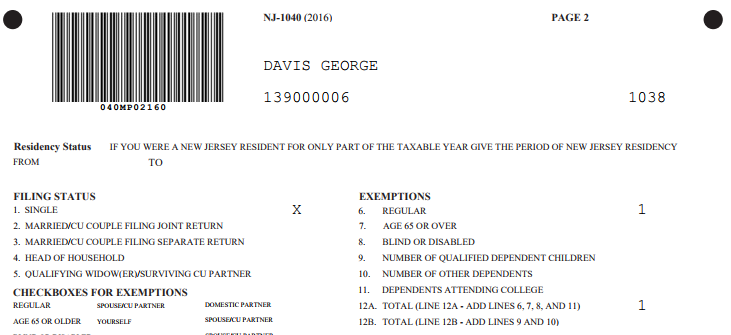 NJ-1040 (2016) PAGE 2
040MP02160
DAVIS GEORGE
139000006 1038
Residency Status IF YOU WERE A NEW JERSEY RESIDENT FOR ONLY PART OF THE TAXABLE YEAR GIVE THE PERIOD OF NEW JERSEY RESIDENCY
FROM TO
FILING STATUS
1. SINGLE X
2. MARRIED/CU COUPLE FILING JOINT RETURN
3. MARRIED/CU COUPLE FILING SEPARATE RETURN
4. HEAD OF HOUSEHOLD
5. QUALIFYING WIDOW(ER)/SURVIVING CU PARTNER
CHECKBOXES FOR EXEMPTIONS
REGULAR SPOUSE/CU PARTNER DOMESTIC PARTNER
AGE 65 OR OLDER YOURSELF SPOUSE/CU PARTNER
EXEMPTIONS
6. REGULAR 1
7. AGE 65 OR OVER
8. BLIND OR DISABLED
9. NUMBER OF QUALIFIED DEPENDENT CHILDREN
10. NUMBER OF OTHER DEPENDENTS
11. DEPENDENTS ATTENDING COLLEGE
12A. TOTAL (LINE 12A - ADD LINES 6, 7, 8, AND 11) 1
12B. TOTAL (LINE 12B - ADD LINES 9 AND 10)